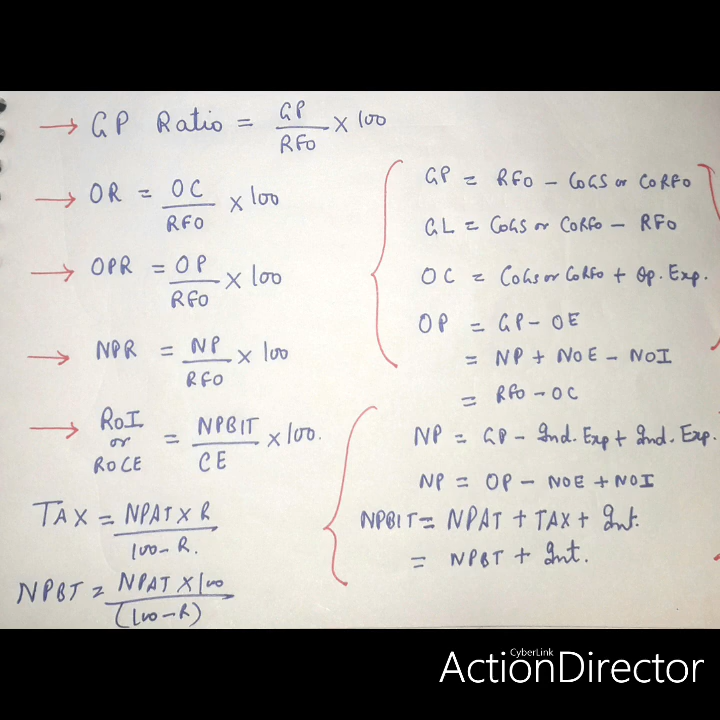 → GP Ratio = GP/RFO × 100
→ OR = OC/RFO × 100
→ OPR = OP/RFO × 100
→ NPR = NP/RFO × 100
→ ROI or ROCE = NPBIT/CE × 100.
TAX = NPAT × R/100 - R.
NPBT = NPAT × 100/(100 - R)
GP = RFO - COGS or CORFO
GL = COGS or CORFO - RFO
OC = COGS or CORFO + Op. Exp.
OP = GP - OE
= NP + NOE - NOI
= RFO - OC
NP = GP - Ind. Exp + Ind. Exp.
NP = OP - NOE + NOI
NPBIT = NPAT + TAX + Int.
= NPBT + Int.
CyberLink
ActionDirector